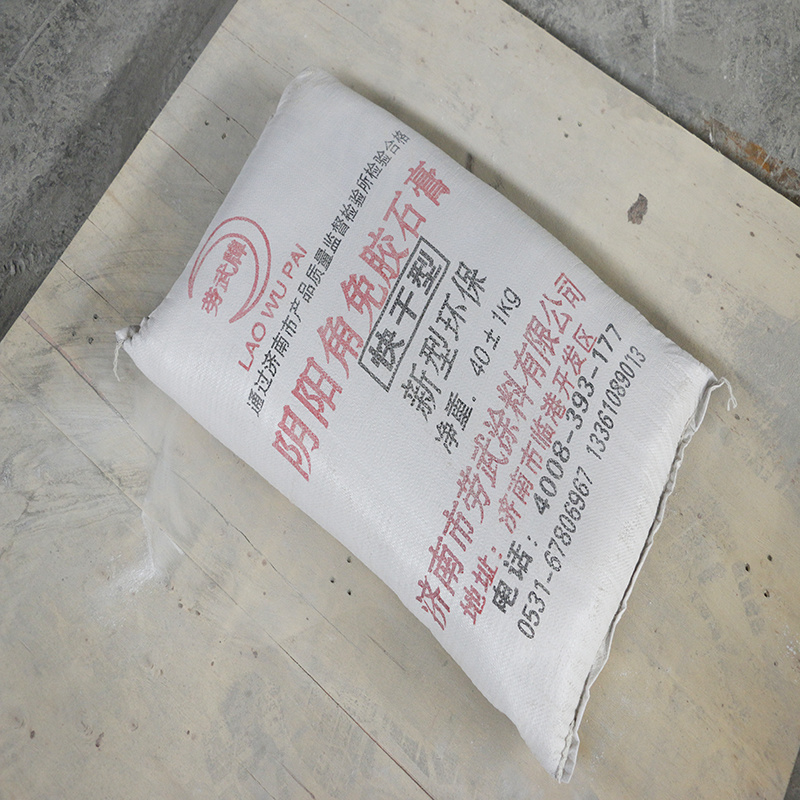 劳武牌
LAO WU PAI
通过济南市产品质量监督检验所检验合格
阴阳角免胶石膏
快干型
新型环保
净重：40±1Kg
济南市劳武涂料有限公司
地址：济南市临港开发区
电话：4008-393-177
0531-67806967 13361089013